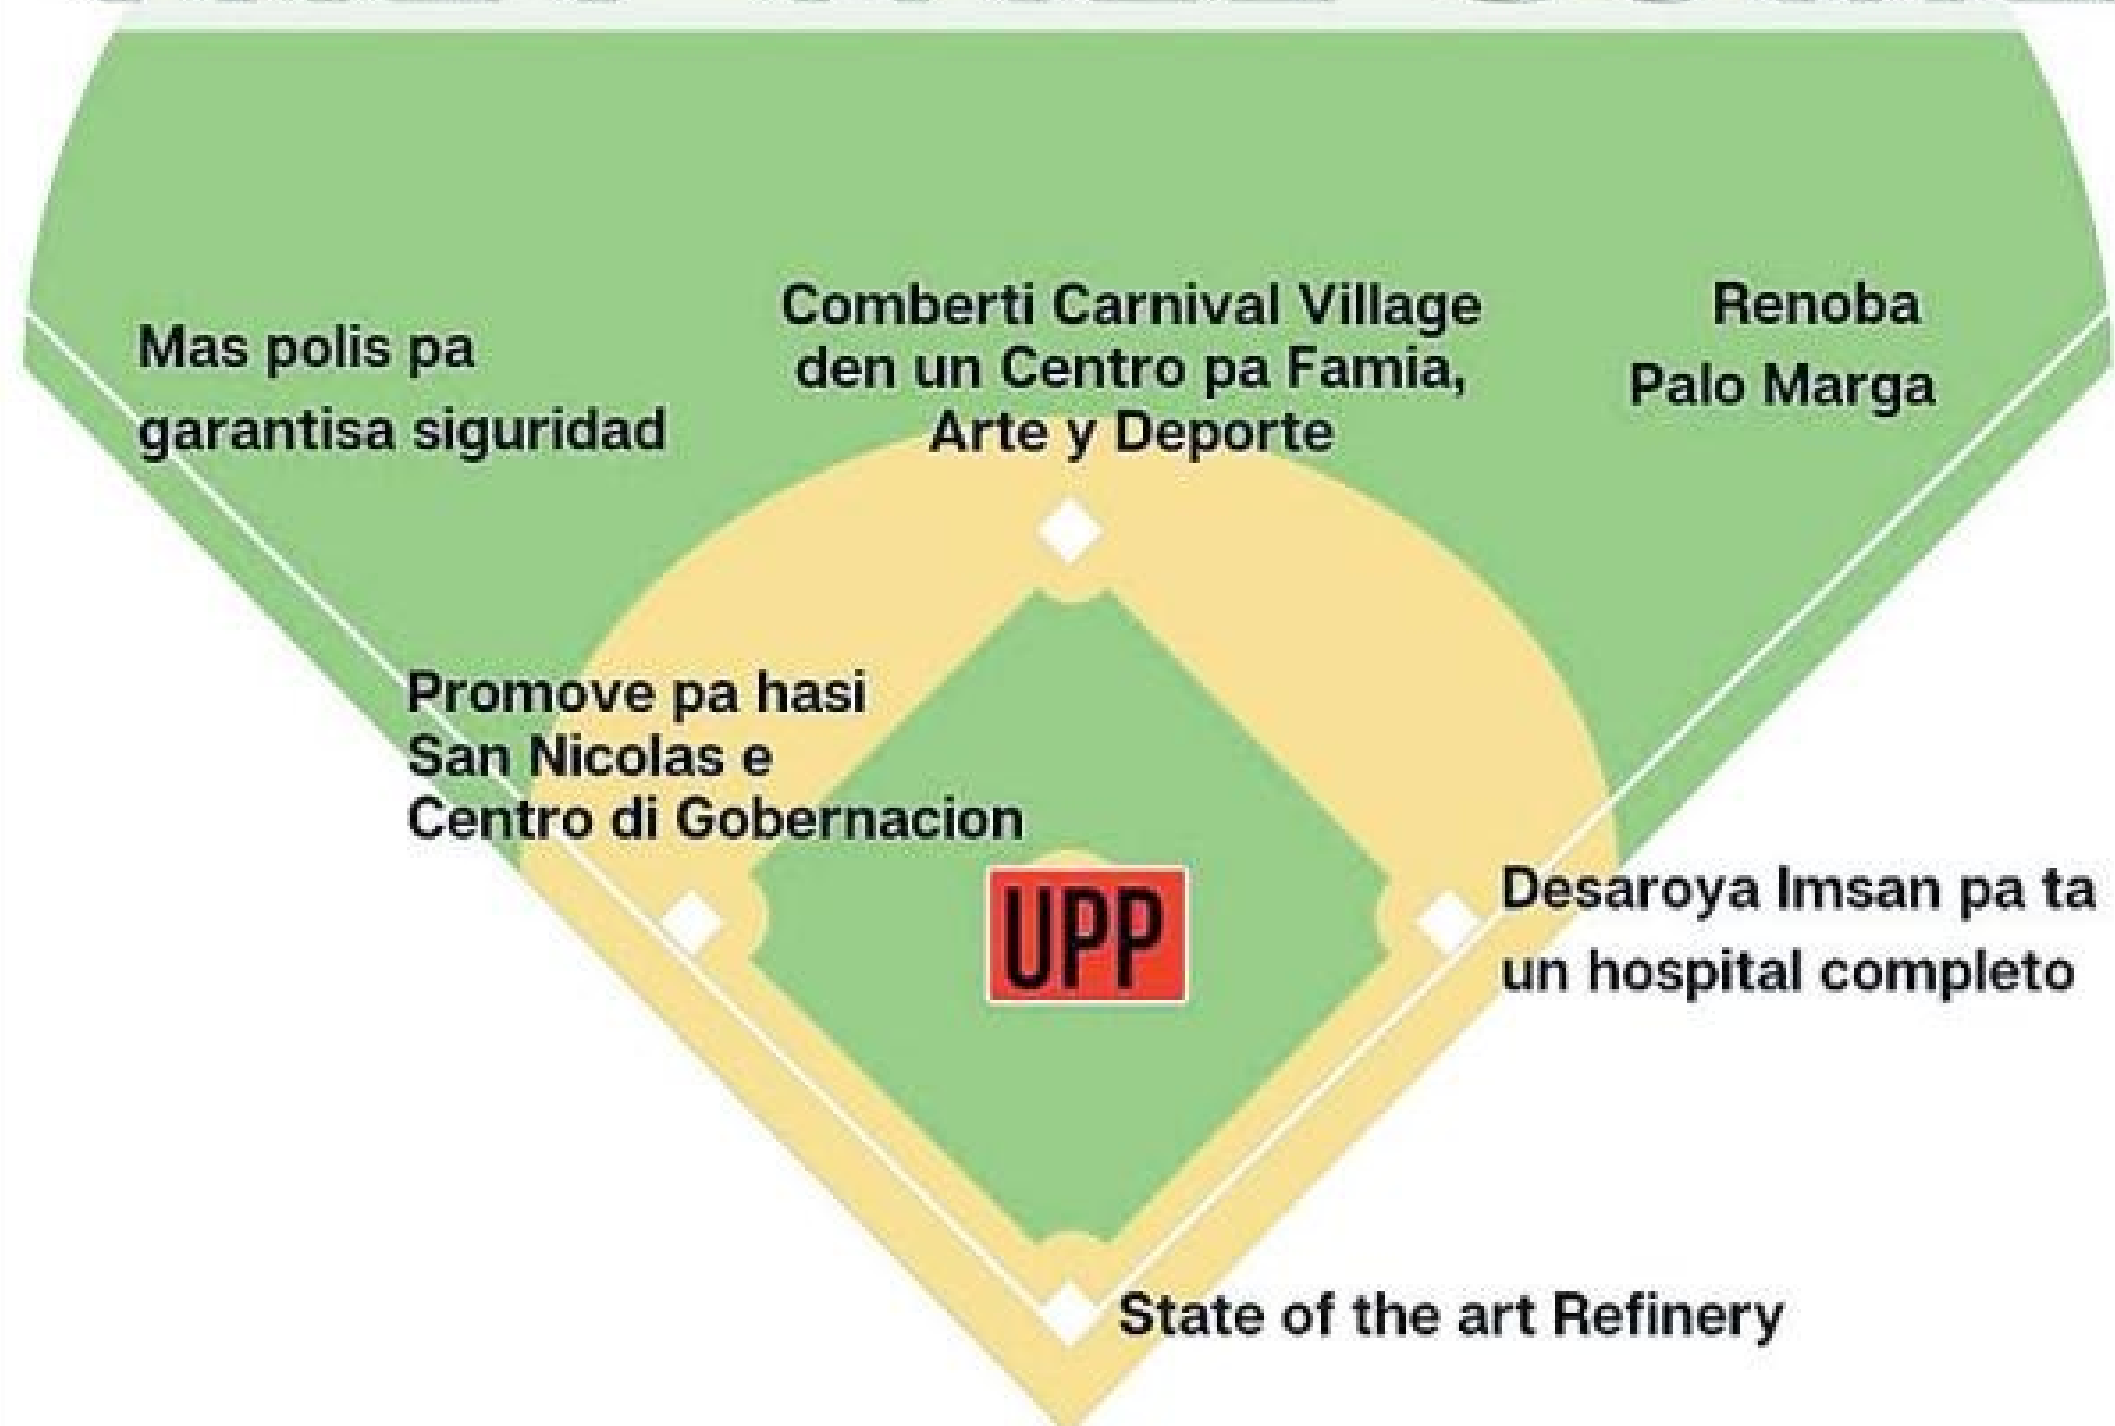 Mas polis pa
garantisa siguridad
Comberti Carnival Village
den un Centro pa Famia,
Arte y Deporte
Renoba
Palo Marga
Promove pa hasi
San Nicolas e
Centro di Gobernacion
UPP
Desaroya Imsan pa ta
un hospital completo
State of the art Refinery